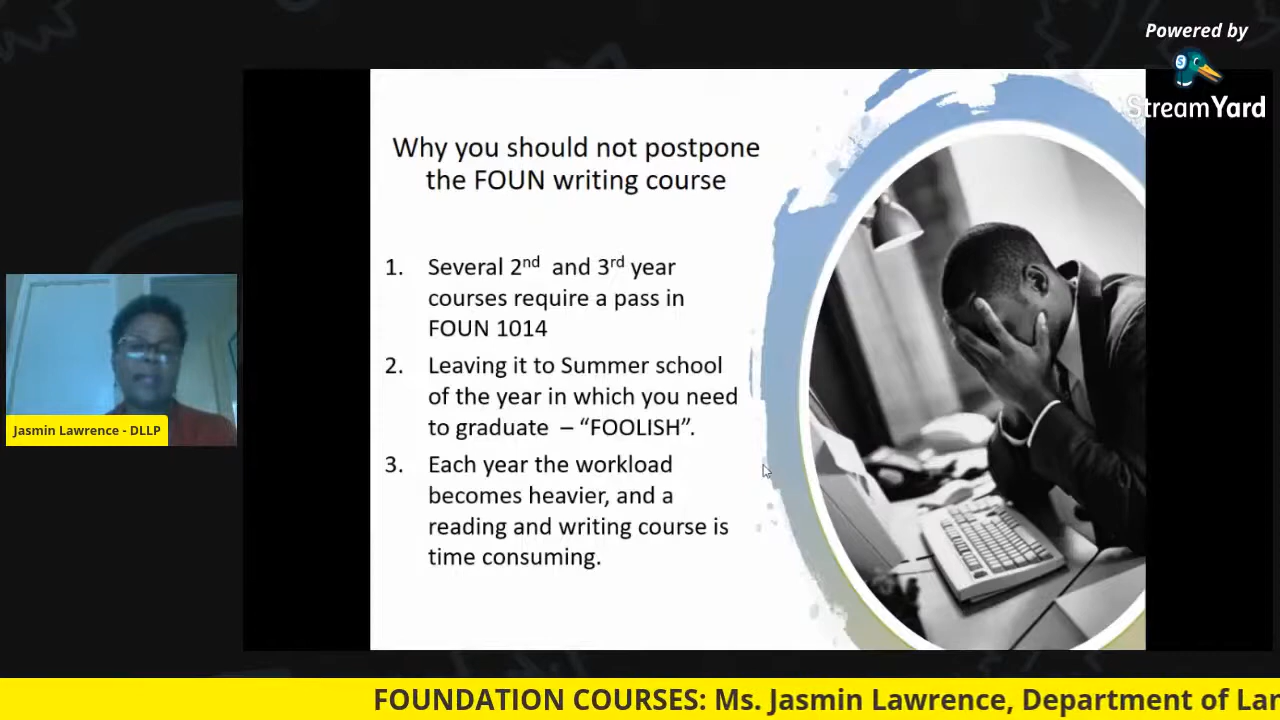 Powered by
StreamYard
Why you should not postpone
the FOUN writing course
1. Several 2nd and 3rd year
courses require a pass in
FOUN 1014
2. Leaving it to Summer school
of the year in which you need
to graduate – “FOOLISH”.
3. Each year the workload
becomes heavier, and a
reading and writing course is
time consuming.
Jasmin Lawrence - DLLP
FOUNDATION COURSES: Ms. Jasmin Lawrence, Department of Lan